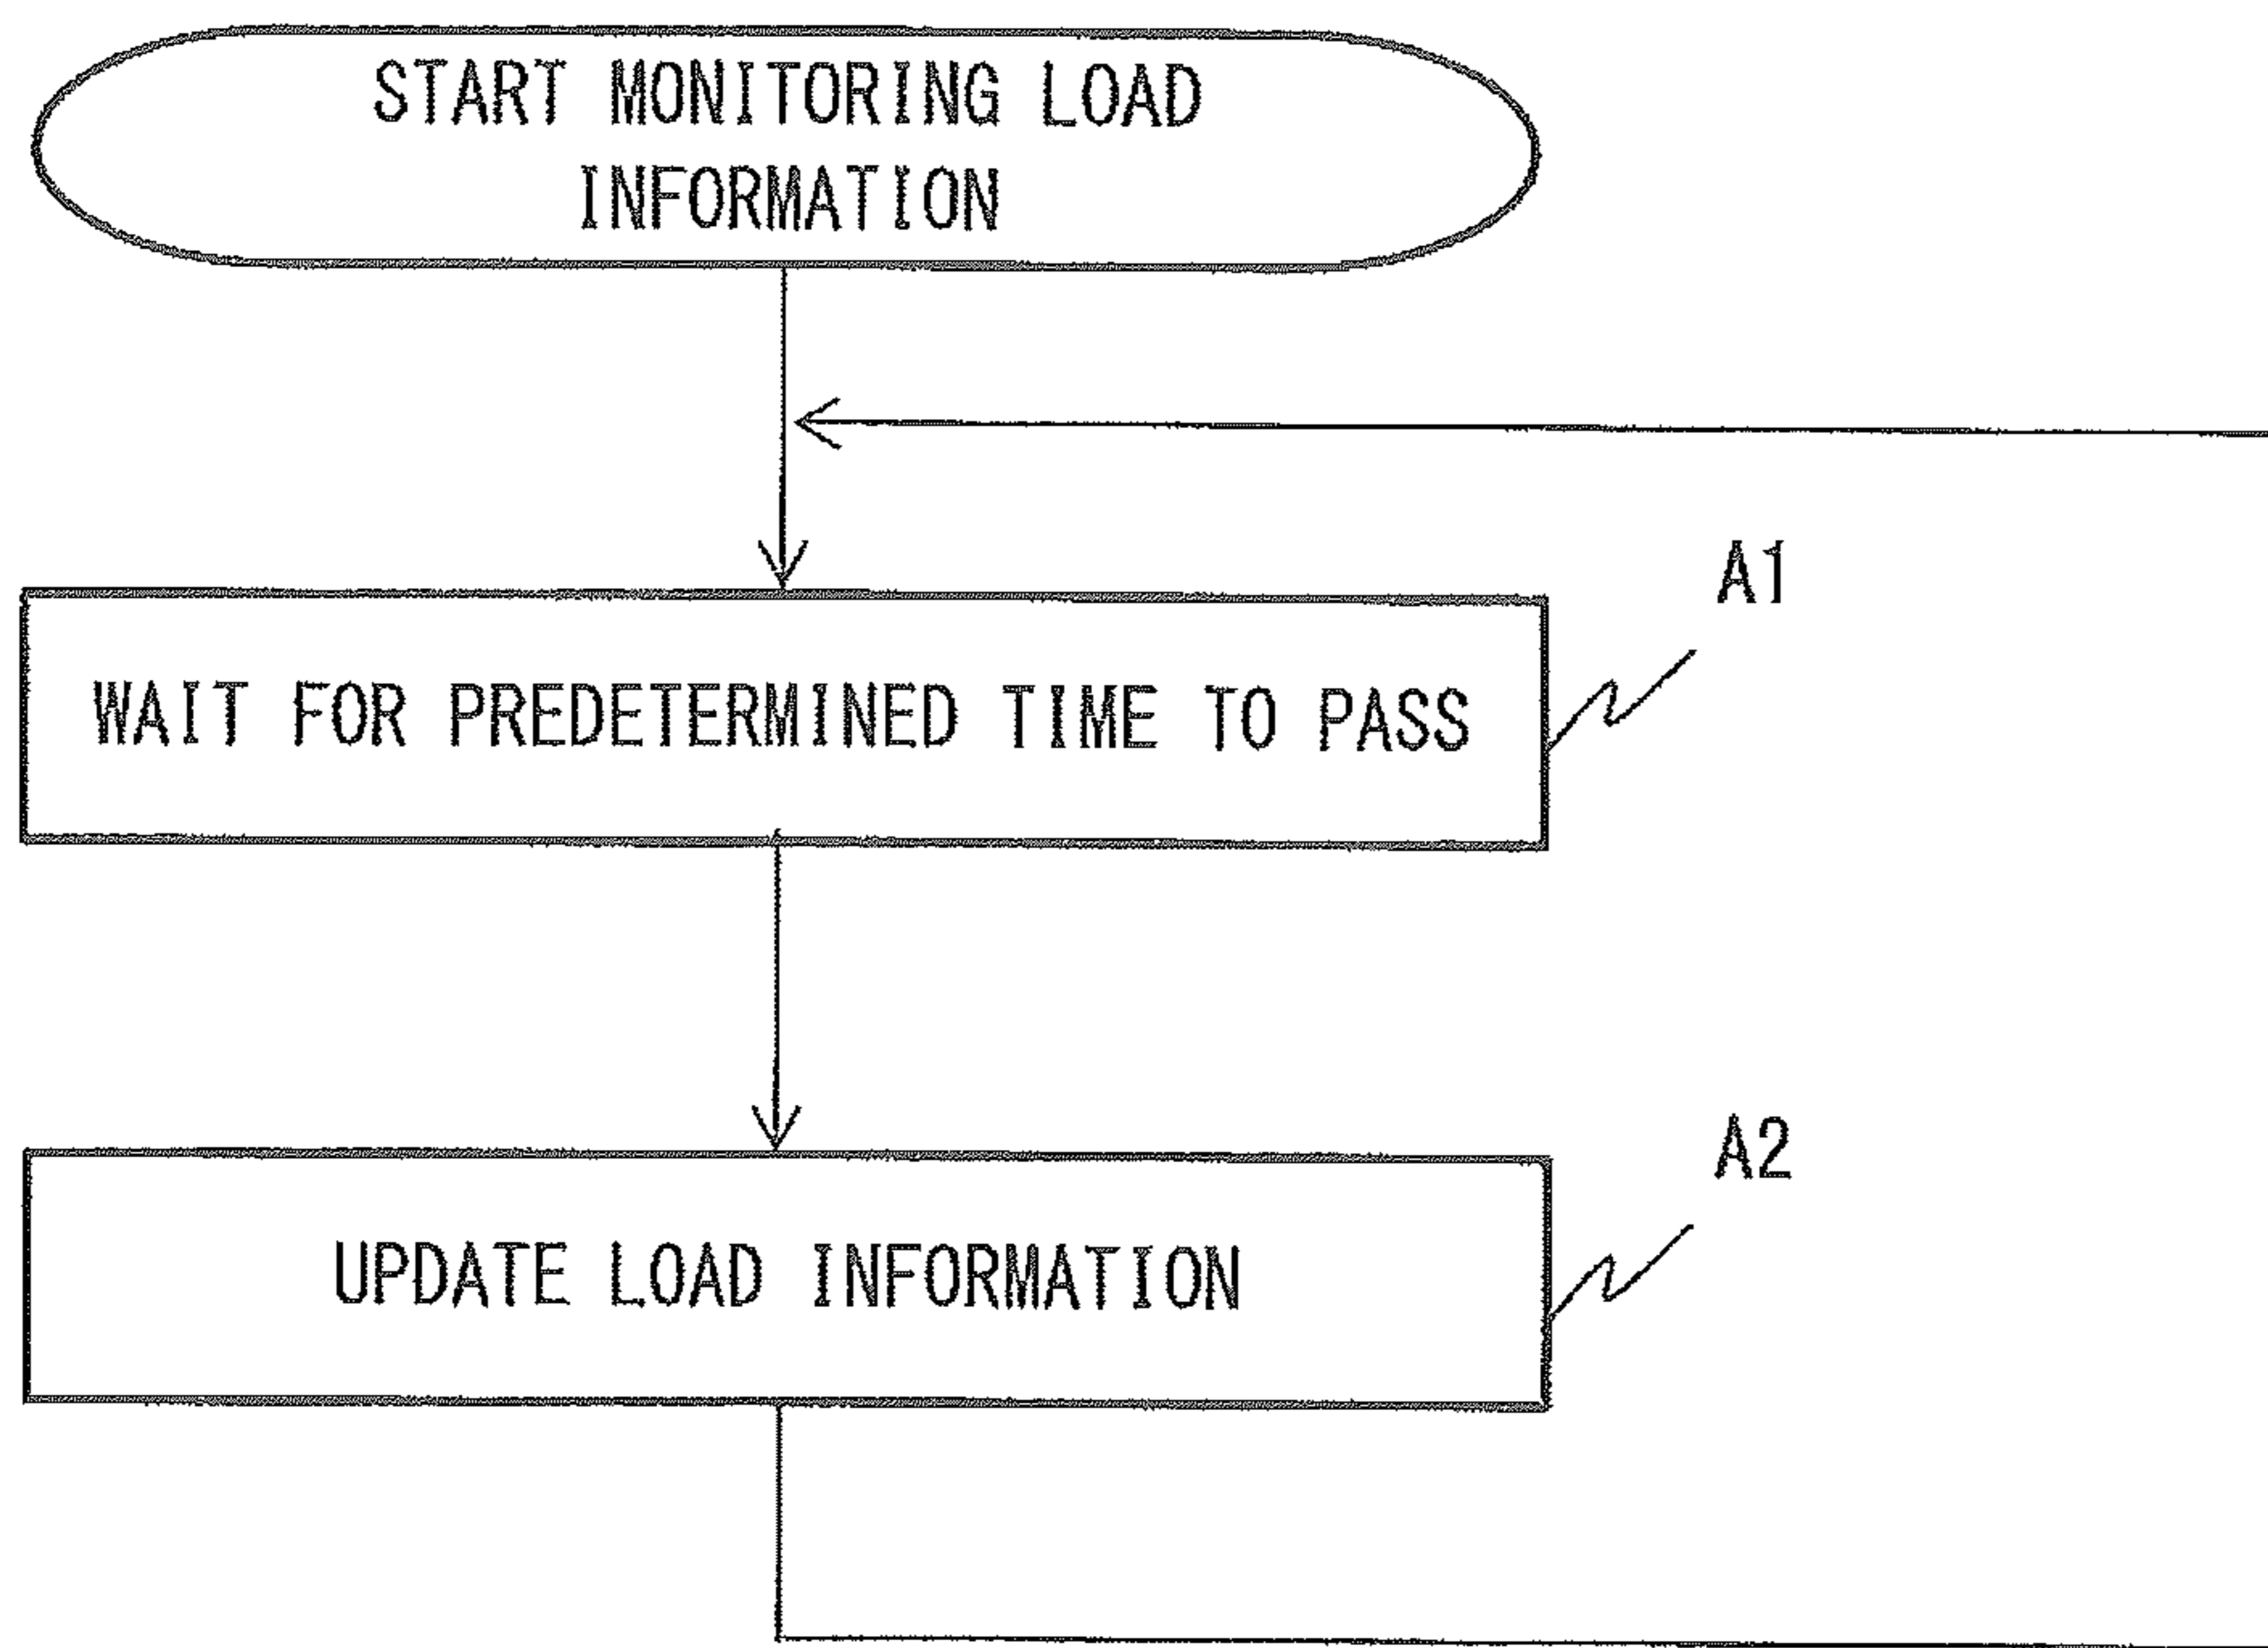 START MONITORING LOAD
INFORMATION
A1
WAIT FOR PREDETERMINED TIME TO PASS
A2
UPDATE LOAD INFORMATION